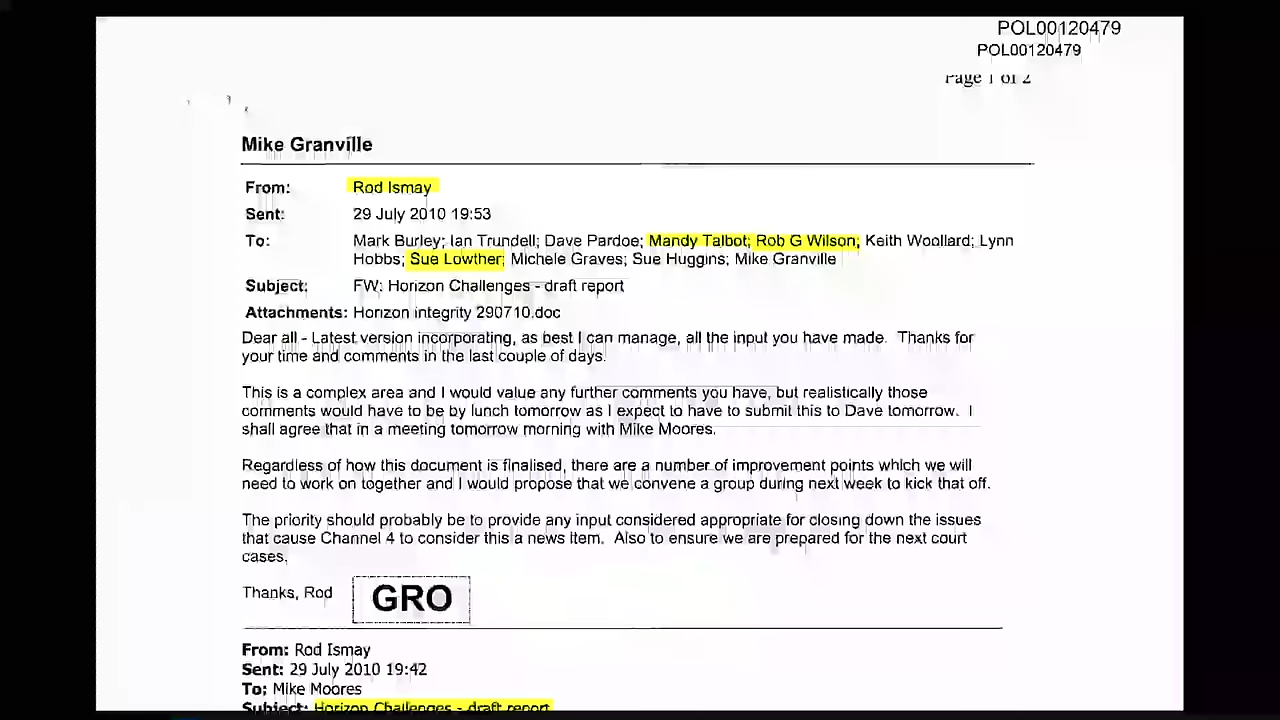 POL00120479
POL00120479
Page 1 of 2
Mike Granville
From: Rod Ismay
Sent: 29 July 2010 19:53
To: Mark Burley; Ian Trundell; Dave Pardoe; Mandy Talbot; Rob G Wilson; Keith Woollard; Lynn
Hobbs; Sue Lowther; Michele Graves; Sue Huggins; Mike Granville
Subject: FW: Horizon Challenges - draft report
Attachments: Horizon integrity 290710.doc
Dear all - Latest version incorporating, as best I can manage, all the input you have made. Thanks for
your time and comments in the last couple of days.
This is a complex area and I would value any further comments you have, but realistically those
comments would have to be by lunch tomorrow as I expect to have to submit this to Dave tomorrow. I
shall agree that in a meeting tomorrow morning with Mike Moores.
Regardless of how this document is finalised, there are a number of improvement points which we will
need to work on together and I would propose that we convene a group during next week to kick that off.
The priority should probably be to provide any input considered appropriate for closing down the issues
that cause Channel 4 to consider this a news item. Also to ensure we are prepared for the next court
cases.
Thanks, Rod GRO
From: Rod Ismay
Sent: 29 July 2010 19:42
To: Mike Moores
Subject: Horizon Challenges - draft report